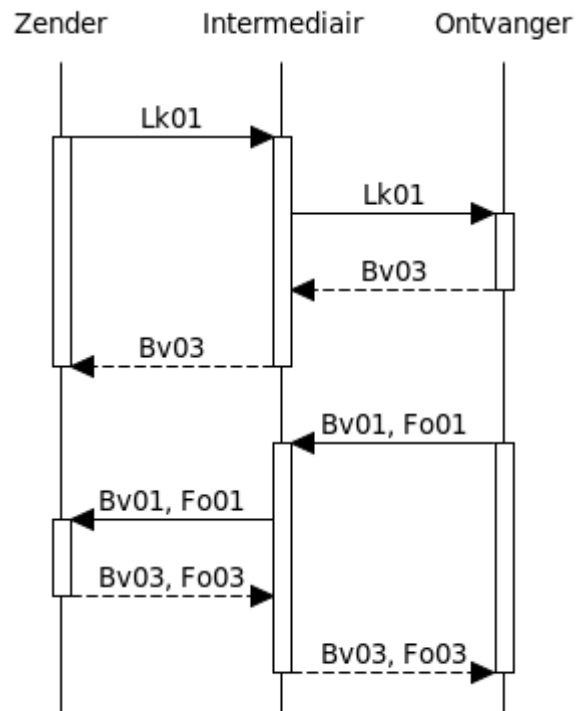 Zender Intermediair Ontvanger
Lk01
Lk01
Bv03
Bv03
Bv01, Fo01
Bv01, Fo01
Bv03, Fo03
Bv03, Fo03